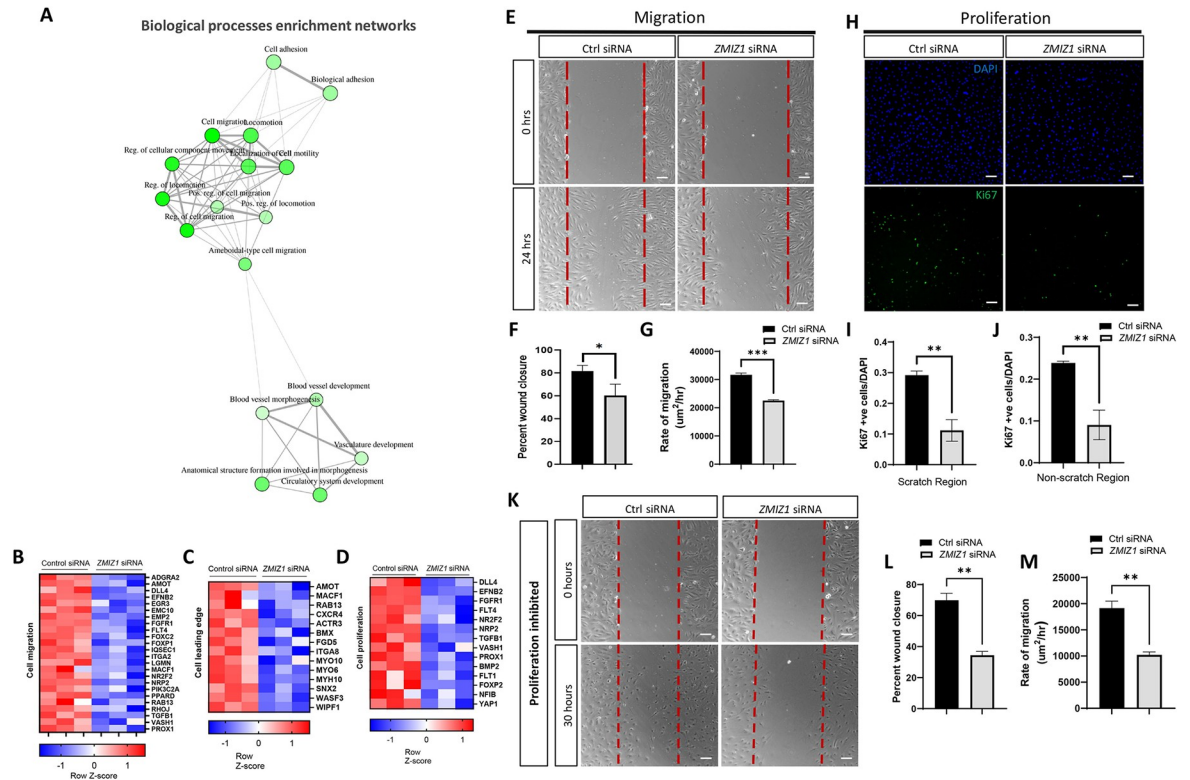 A
Biological processes enrichment networks
Cell adhesion
Biological adhesion
Cell migration
Locomotion
Reg. of cellular component movement
Localization of cell
Cell motility
Reg. of locomotion
Pos. reg. of cell migration
Pos. reg. of locomotion
Reg. of cell migration
Ameboidal-type cell migration
Blood vessel development
Blood vessel morphogenesis
Vasculature development
Anatomical structure formation involved in morphogenesis
Circulatory system development
B
Control siRNA
ZMIZ1 siRNA
Cell migration
ADGRA2
AMOT
DLL4
EFNB2
EGR3
EMC10
EMP2
FGFR1
FLT4
FOXC2
FOXP1
IQSEC1
ITGA2
LGMN
MACF1
NR2F2
NRP2
PIK3C2A
PPARD
RAB13
RHOJ
TGFB1
VASH1
PROX1
-1 0 1
Row Z-score
C
Control siRNA
ZMIZ1 siRNA
Cell leading edge
AMOT
MACF1
RAB13
CXCR4
ACTR3
BMX
FGD5
ITGA8
MYO10
MYO6
MYH10
SNX2
WASF3
WIPF1
-1 0 1
Row
Z-score
D
Control siRNA
ZMIZ1 siRNA
Cell proliferation
DLL4
EFNB2
FGFR1
FLT4
NR2F2
NRP2
TGFB1
VASH1
PROX1
BMP2
FLT1
FOXP2
NFIB
YAP1
-1 0 1
Row
Z-score
E
Migration
Ctrl siRNA
ZMIZ1 siRNA
0 hrs
24 hrs
F
Percent wound closure
100
80
60
40
20
0
*
G
Rate of migration
(um²/hr)
40000
30000
20000
10000
0
***
Ctrl siRNA
ZMIZ1 siRNA
H
Proliferation
Ctrl siRNA
ZMIZ1 siRNA
DAPI
Ki67
I
Ki67 +ve cells/DAPI
0.4
0.3
0.2
0.1
0.0
**
Scratch Region
J
Ctrl siRNA
ZMIZ1 siRNA
Ki67 +ve cells/DAPI
0.3
0.2
0.1
0.0
**
Non-scratch Region
K
Ctrl siRNA
ZMIZ1 siRNA
Proliferation inhibited
0 hours
30 hours
L
Ctrl siRNA
ZMIZ1 siRNA
Percent wound closure
80
60
40
20
0
**
M
Ctrl siRNA
ZMIZ1 siRNA
Rate of migration
(um²/hr)
25000
20000
15000
10000
5000
0
**